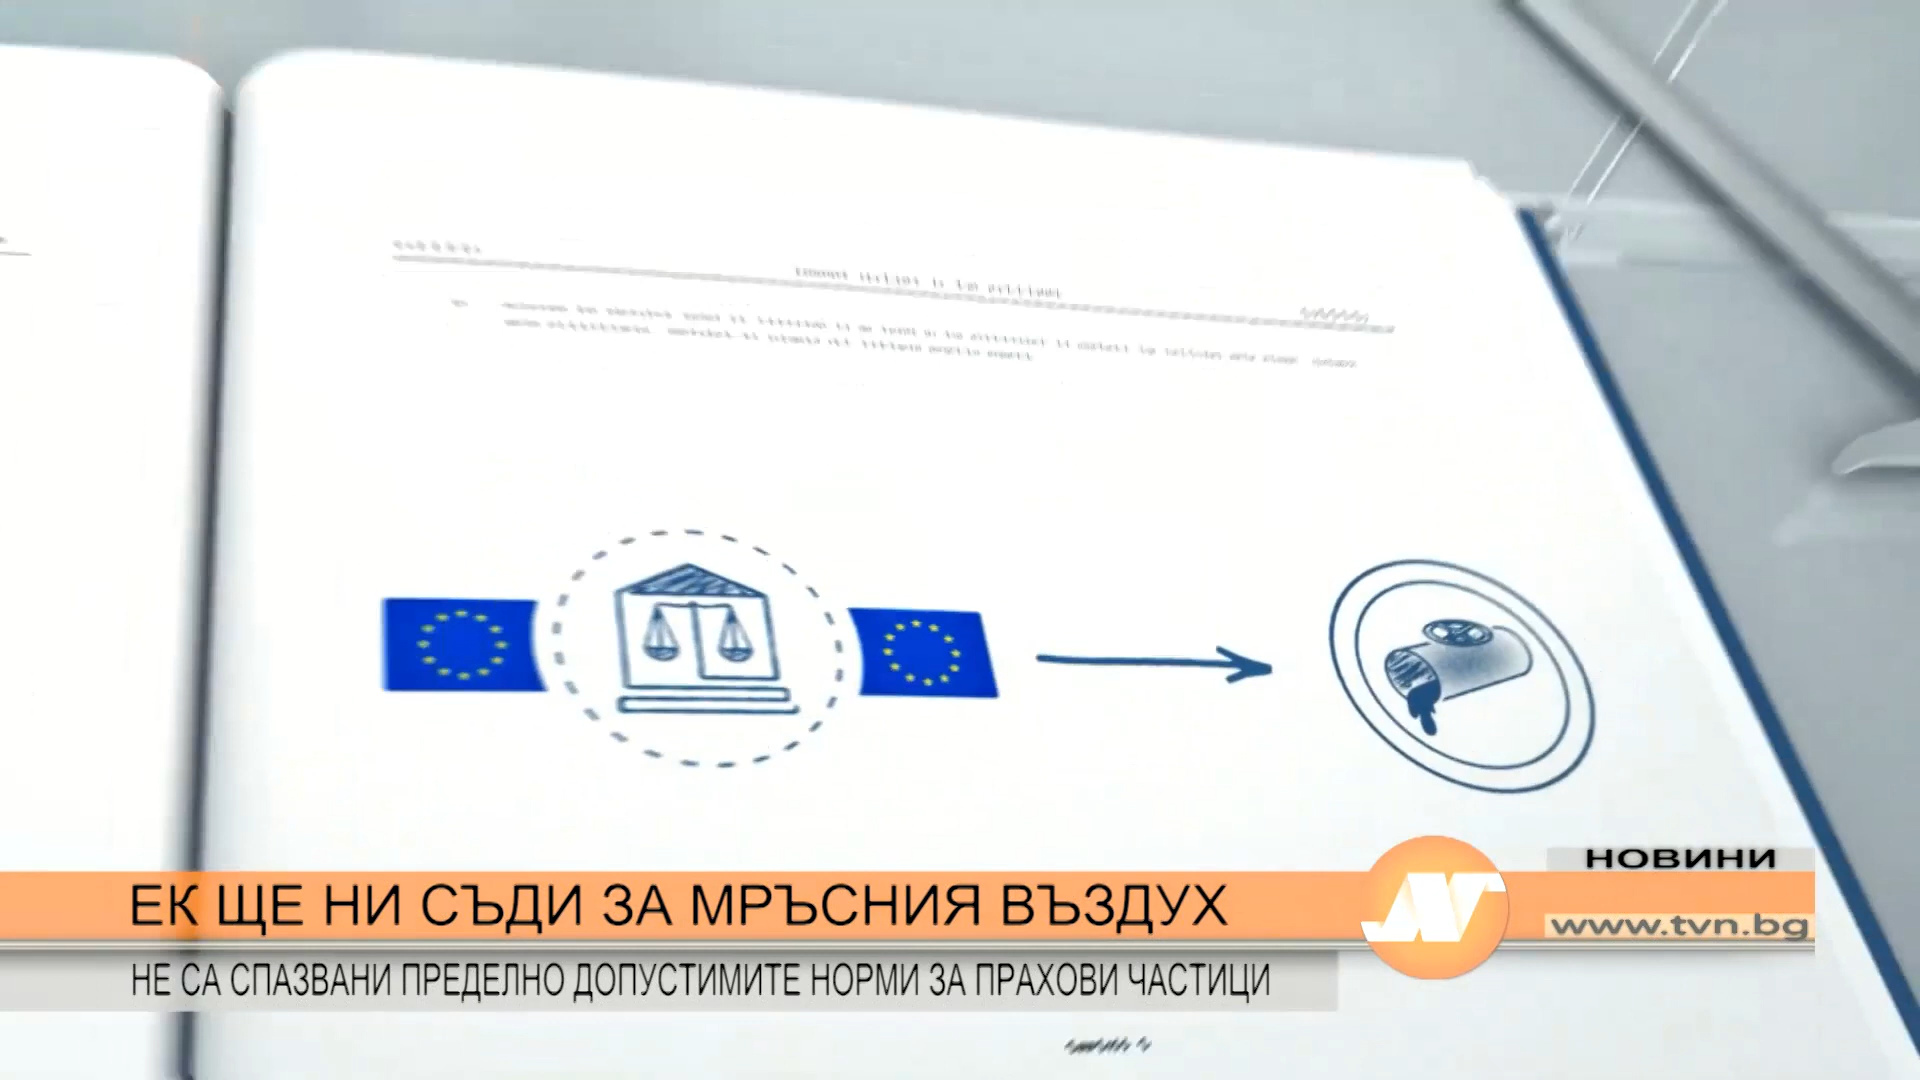 ЕК ЩЕ НИ СЪДИ ЗА МРЪСНИЯ ВЪЗДУХ
НЕ СА СПАЗВАНИ ПРЕДЕЛНО ДОПУСТИМИТЕ НОРМИ ЗА ПРАХОВИ ЧАСТИЦИ
НОВИНИ
www.tvn.bg